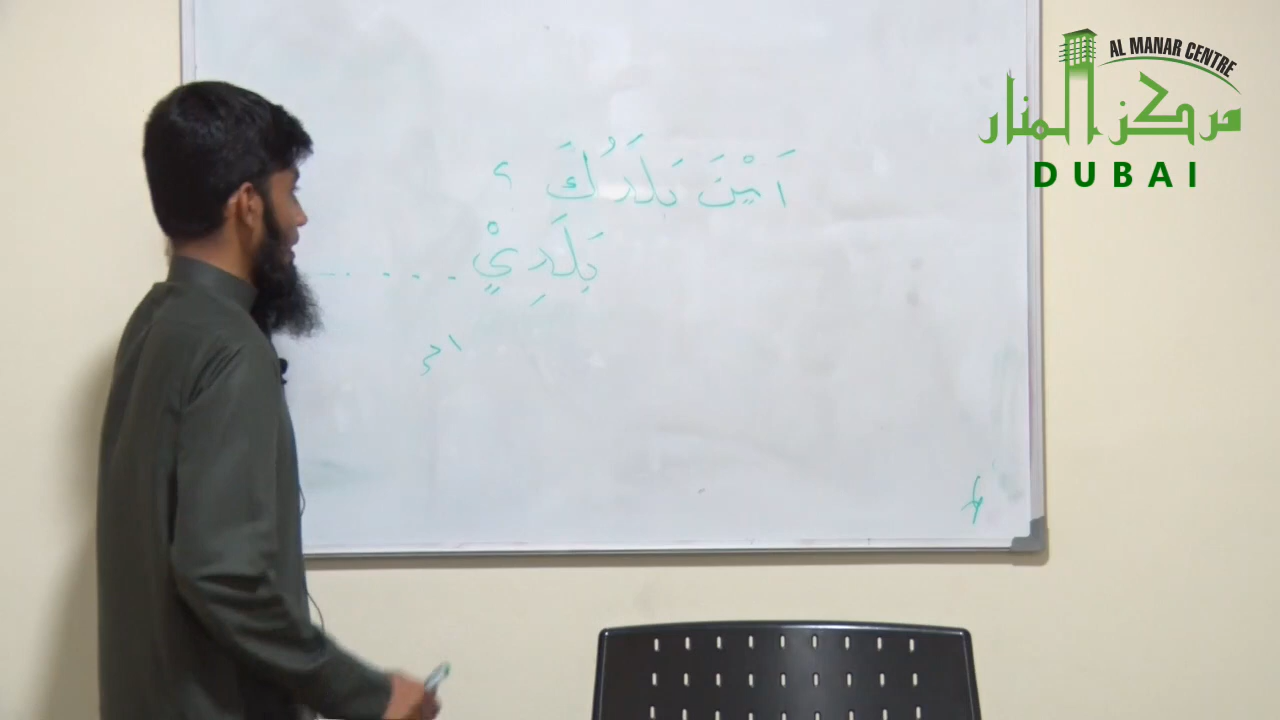 AL MANAR CENTRE
مركز المنار
DUBAI
اَيْنَ بَلَدُكَ ؟
بَلَدِيْ .....